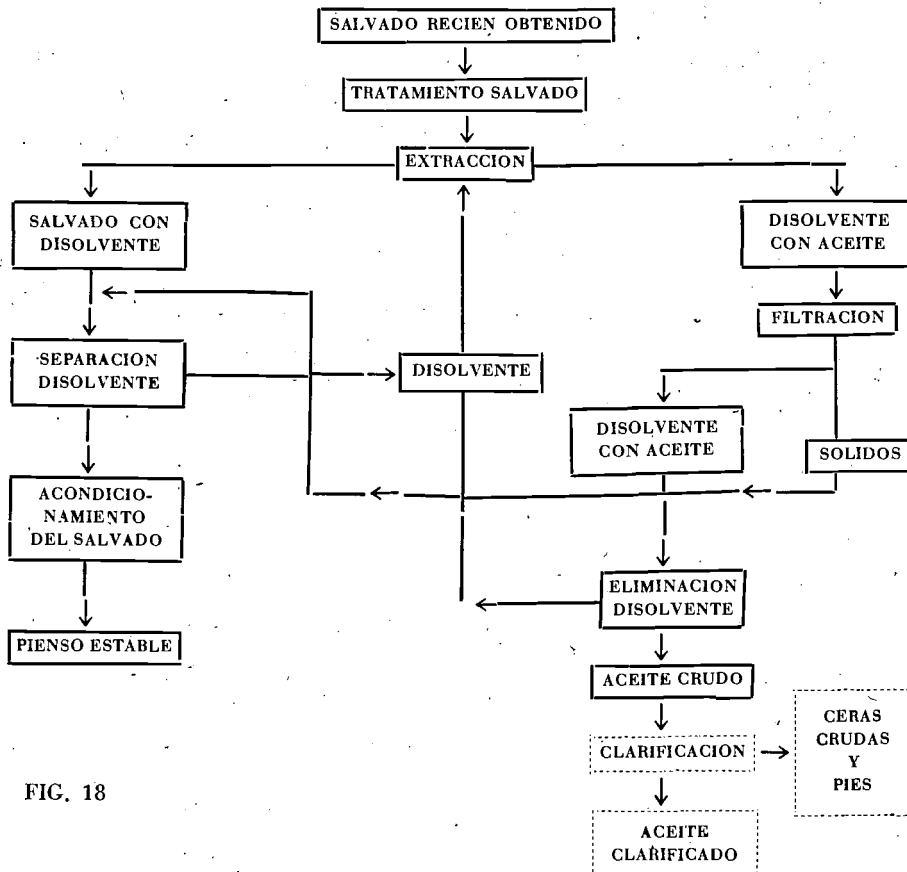 SALVADO RECIEN OBTENIDO
TRATAMIENTO SALVADO
EXTRACCION
SALVADO CON
DISOLVENTE
DISOLVENTE
CON ACEITE
FILTRACION
SEPARACION
DISOLVENTE
DISOLVENTE
DISOLVENTE
CON ACEITE
SOLIDOS
ACONDICIO-
NAMIENTO
DEL SALVADO
ELIMINACION
DISOLVENTE
PIENSO ESTABLE
ACEITE CRUDO
CLARIFICACION
CERAS
CRUDAS
Y
PIES
ACEITE
CLARIFICADO
FIG. 18